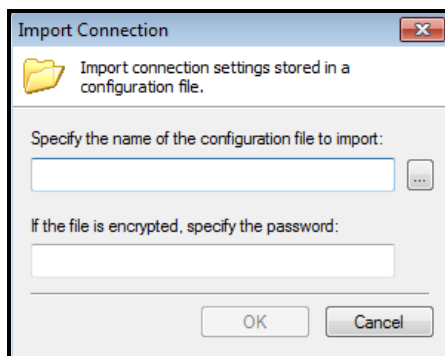 Import Connection
Import connection settings stored in a
configuration file.
Specify the name of the configuration file to import:
...
If the file is encrypted, specify the password:
OK
Cancel